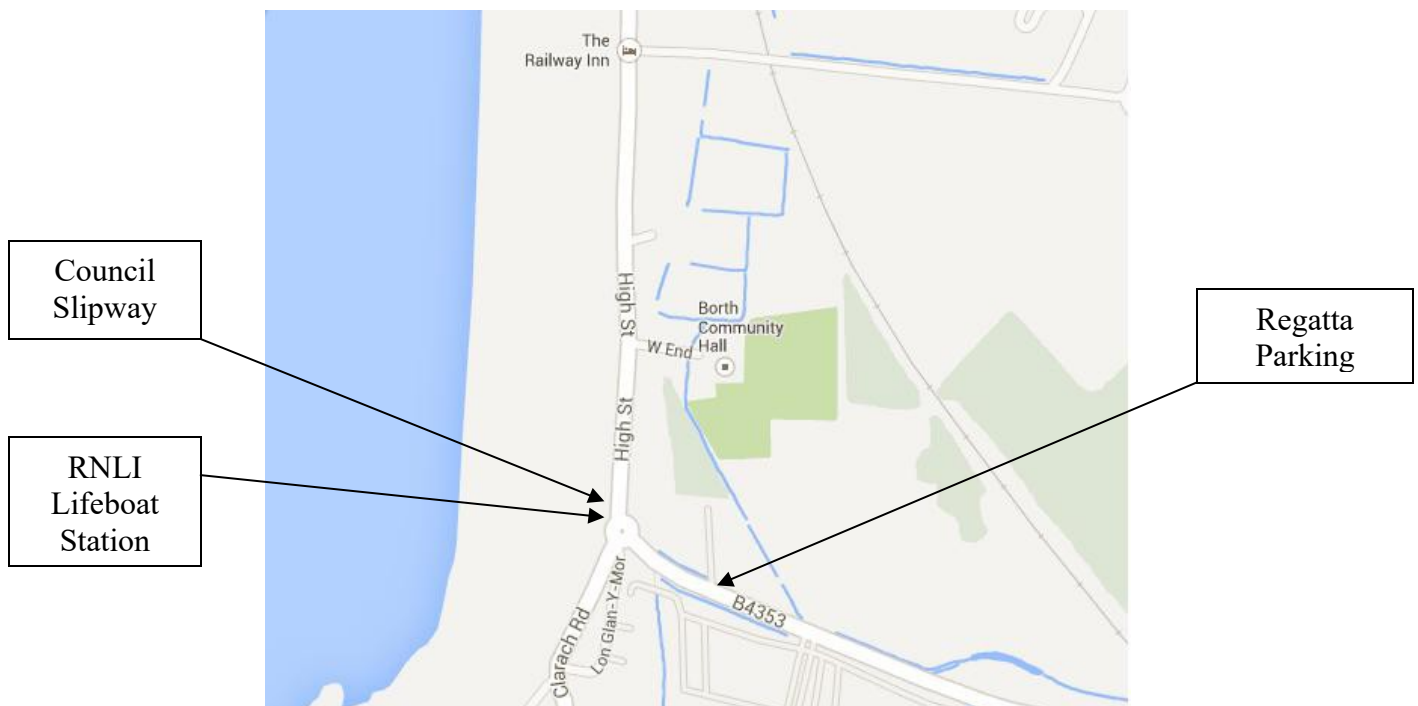 The
Railway Inn
Council
Slipway
High St
Borth
Community
Hall
W End
Regatta
Parking
High St
RNLI
Lifeboat
Station
Lon Glan-Y-Mor
B4353
Clarach Rd